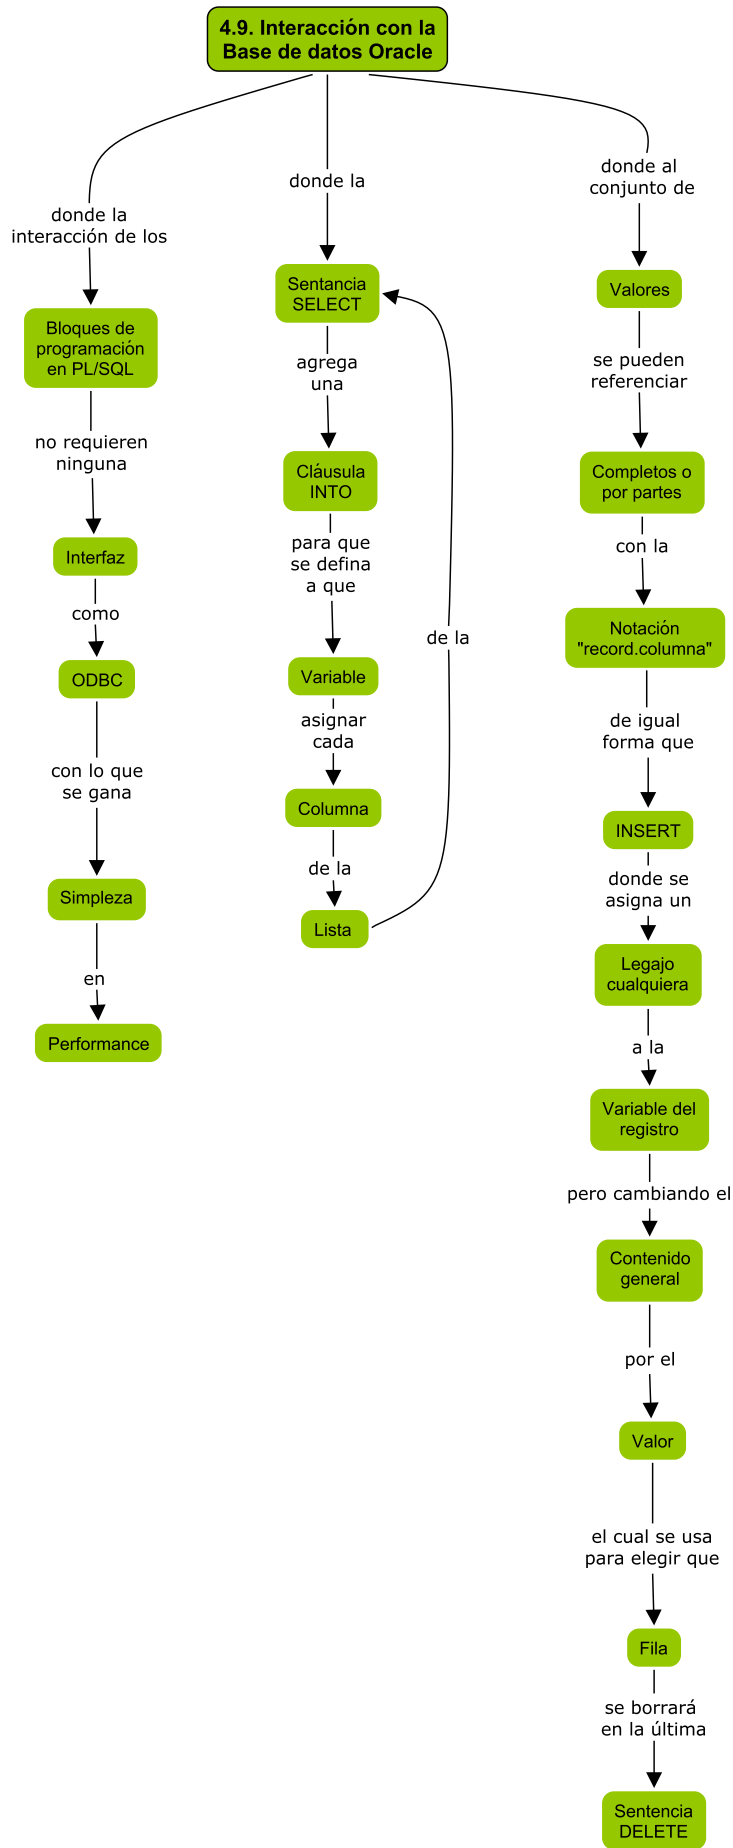 4.9. Interacción con la
Base de datos Oracle
donde la
interacción de los
Bloques de
programación
en PL/SQL
no requieren
ninguna
Interfaz
como
ODBC
con lo que
se gana
Simpleza
en
Performance
donde la
Sentancia
SELECT
agrega
una
Cláusula
INTO
para que
se defina
a que
Variable
asignar
cada
Columna
de la
Lista
de la
donde al
conjunto de
Valores
se pueden
referenciar
Completos o
por partes
con la
Notación
"record.columna"
de igual
forma que
INSERT
donde se
asigna un
Legajo
cualquiera
a la
Variable del
registro
pero cambiando el
Contenido
general
por el
Valor
el cual se usa
para elegir que
Fila
se borrará
en la última
Sentencia
DELETE